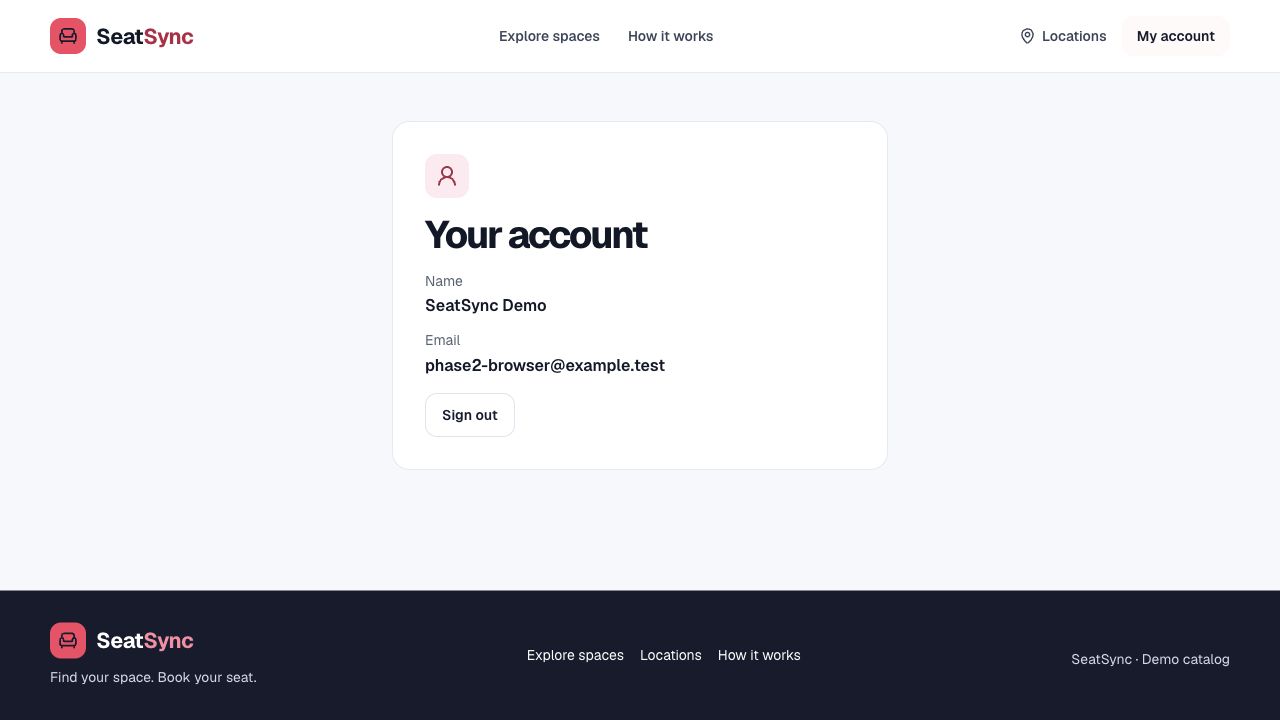 SeatSync
Explore spaces
How it works
Locations
My account
Your account
Name
SeatSync Demo
Email
phase2-browser@example.test
Sign out
SeatSync
Find your space. Book your seat.
Explore spaces
Locations
How it works
SeatSync · Demo catalog